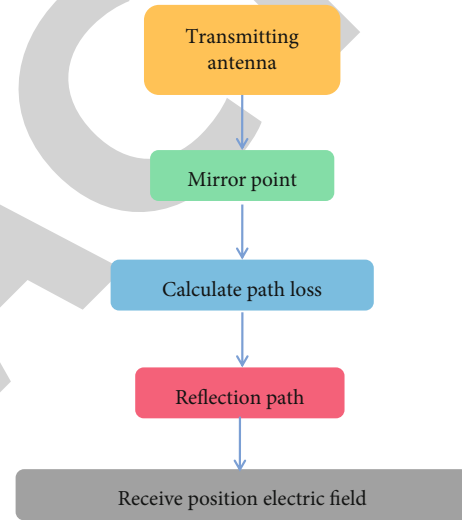 Transmitting
antenna
Mirror point
Calculate path loss
Reflection path
Receive position electric field